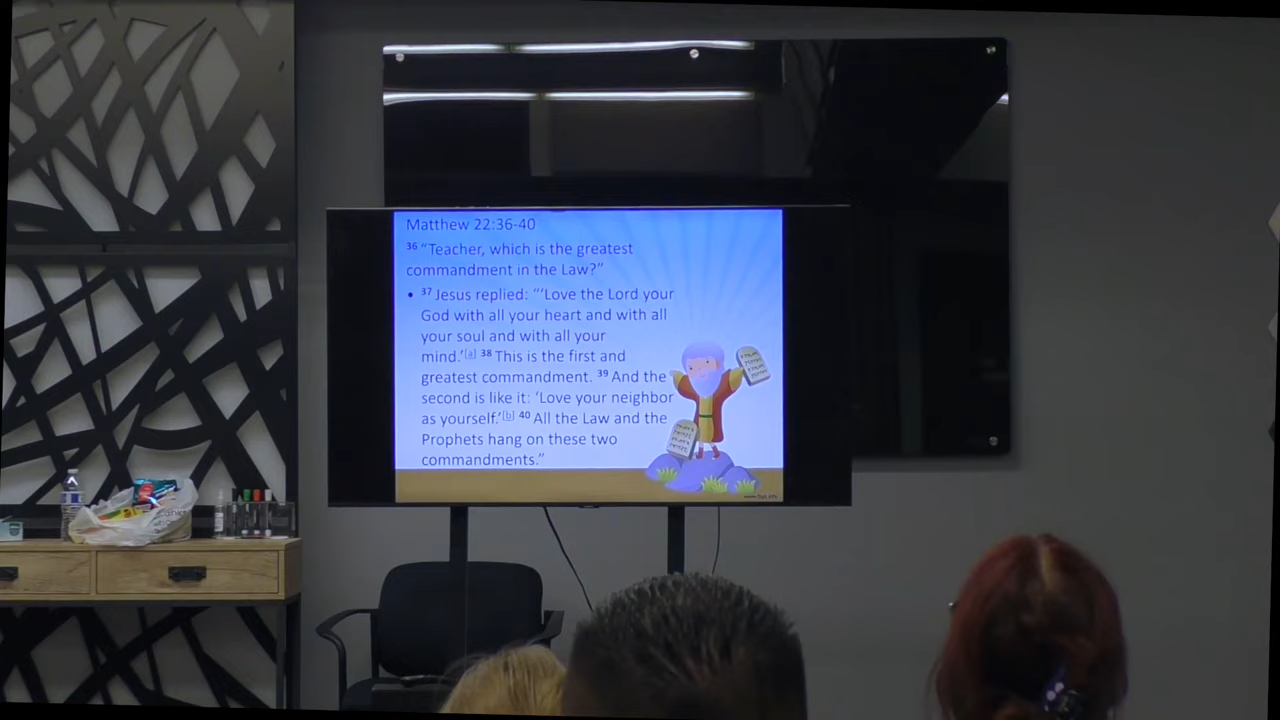 Matthew 22:36-40
36 “Teacher, which is the greatest
commandment in the Law?”
• 37 Jesus replied: “‘Love the Lord your
God with all your heart and with all
your soul and with all your
mind.’[a] 38 This is the first and
greatest commandment. 39 And the
second is like it: ‘Love your neighbor
as yourself.’[b] 40 All the Law and the
Prophets hang on these two
commandments.”